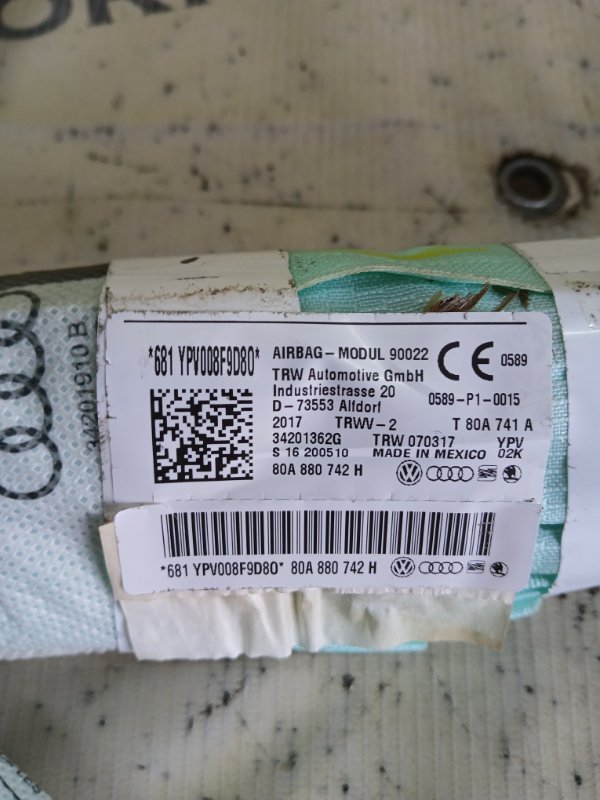 34201910 B
*681 YPV008F9D80*
AIRBAG-MODUL 90022
CE 0589
TRW Automotive GmbH
Industriestrasse 20 0589-P1-0015
D-73553 Alfdorf
2017 TRW-2 T 80A 741 A
34201362G TRW 070317 YPV
S 16 200510 MADE IN MEXICO 02K
80A 880 742 H
*681 YPV008F9D80* 80A 880 742 H